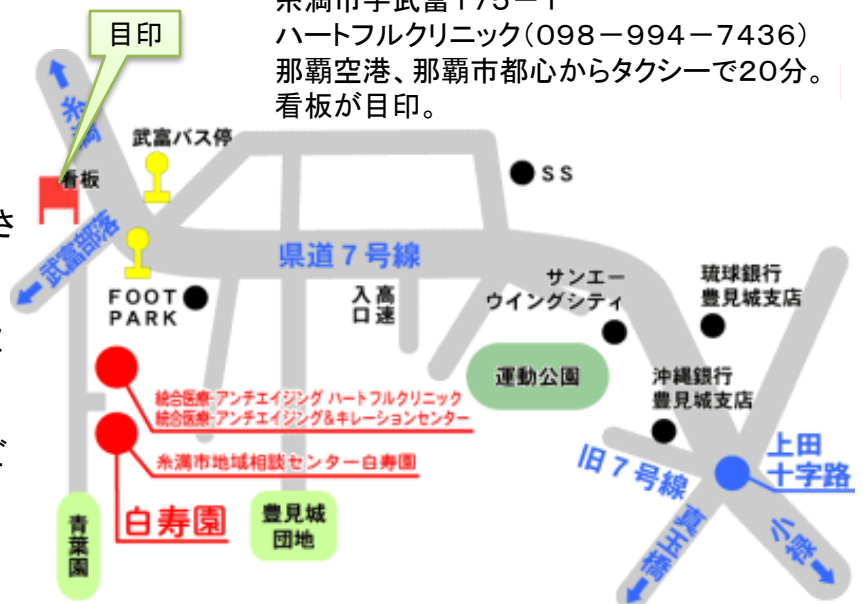 糸満市字武富175-1
ハートフルクリニック(098-994-7436)
那覇空港、那覇市都心からタクシーで20分。
看板が目印。
目印
糸満
武富バス停
看板
SS
さ
武富部落
県道7号線
サンエー
ウイングシティ
琉球銀行
豊見城支店
FOOT
PARK
高速
入口
運動公園
沖縄銀行
豊見城支店
統合医療・アンチエイジング ハートフルクリニック
統合医療・アンチエイジング&キレーションセンター
糸満市地域相談センター白寿園
上田
十字路
旧7号線
白寿園
豊見城
団地
青葉園
真玉橋
小禄